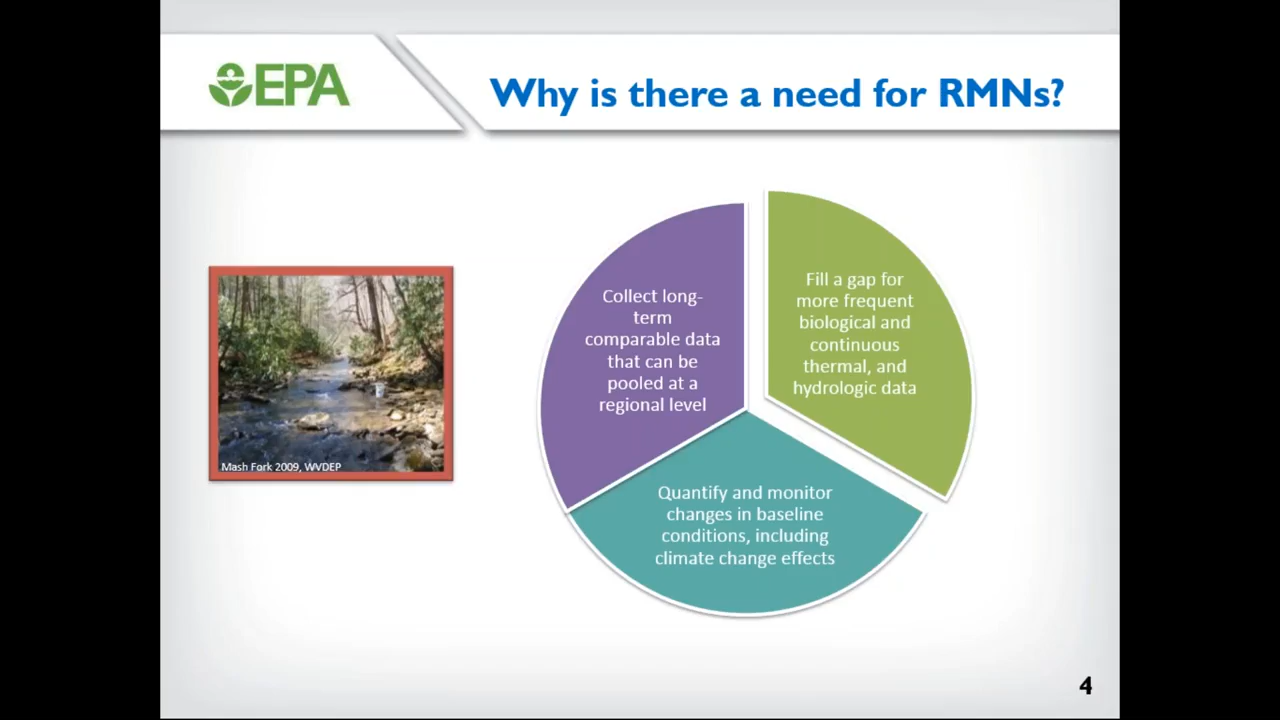 EPA
Why is there a need for RMNs?
Collect long-
term
comparable data
that can be
pooled at a
regional level
Fill a gap for
more frequent
biological and
continuous
thermal, and
hydrologic data
Quantify and monitor
changes in baseline
conditions, including
climate change effects
Mash Fork 2009, WVDEP
4